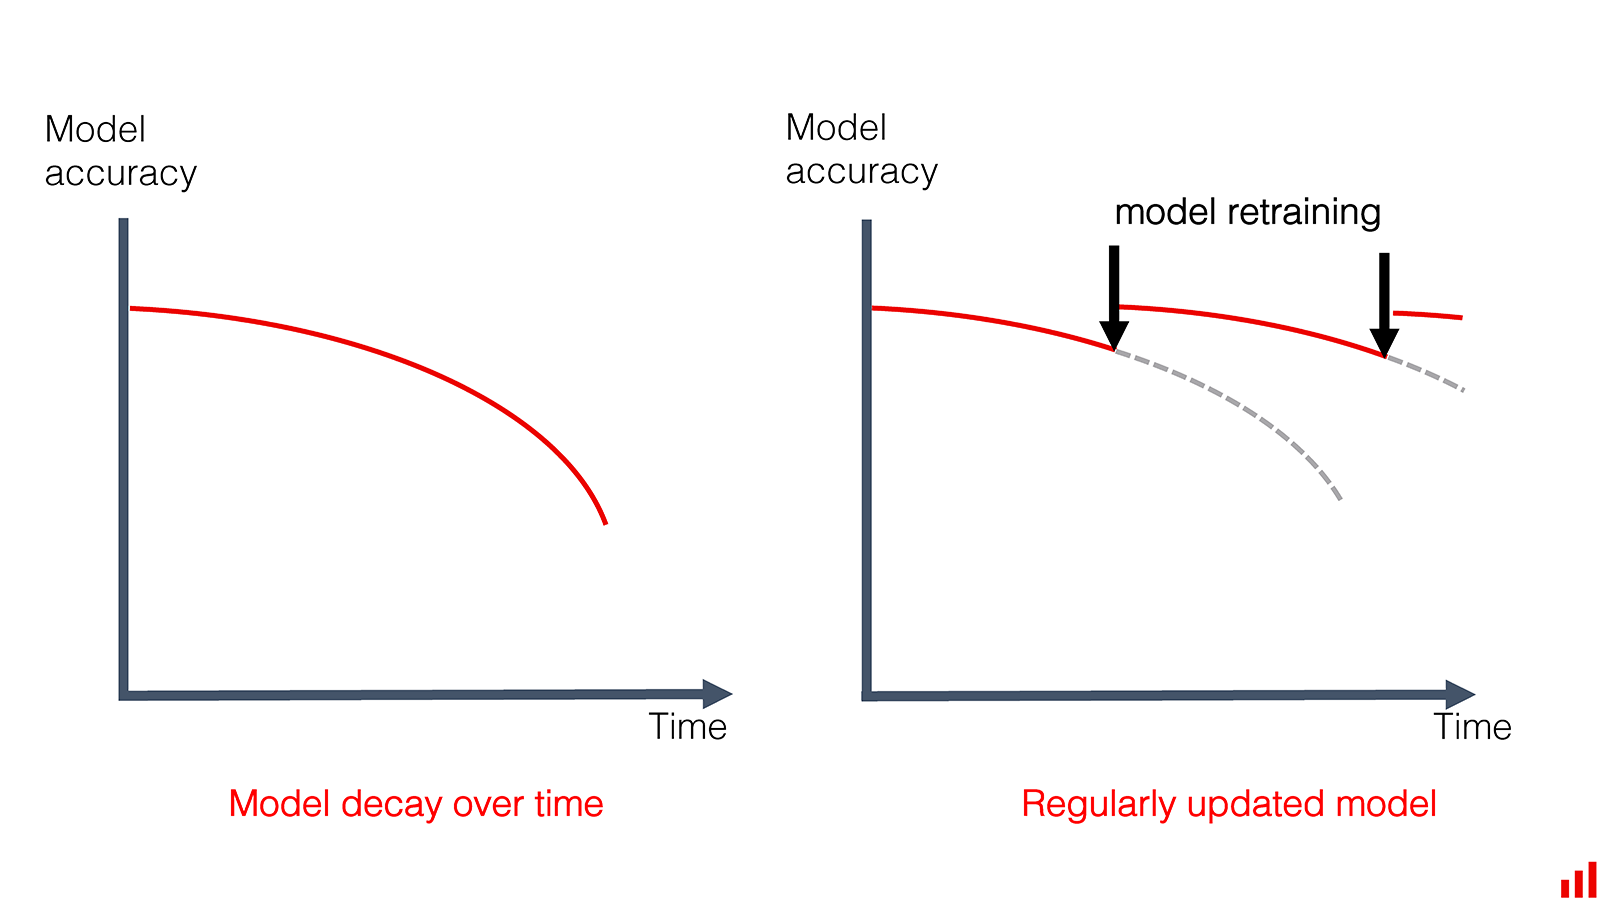 Model
accuracy
Time
Model decay over time
Model
accuracy
model retraining
Time
Regularly updated model